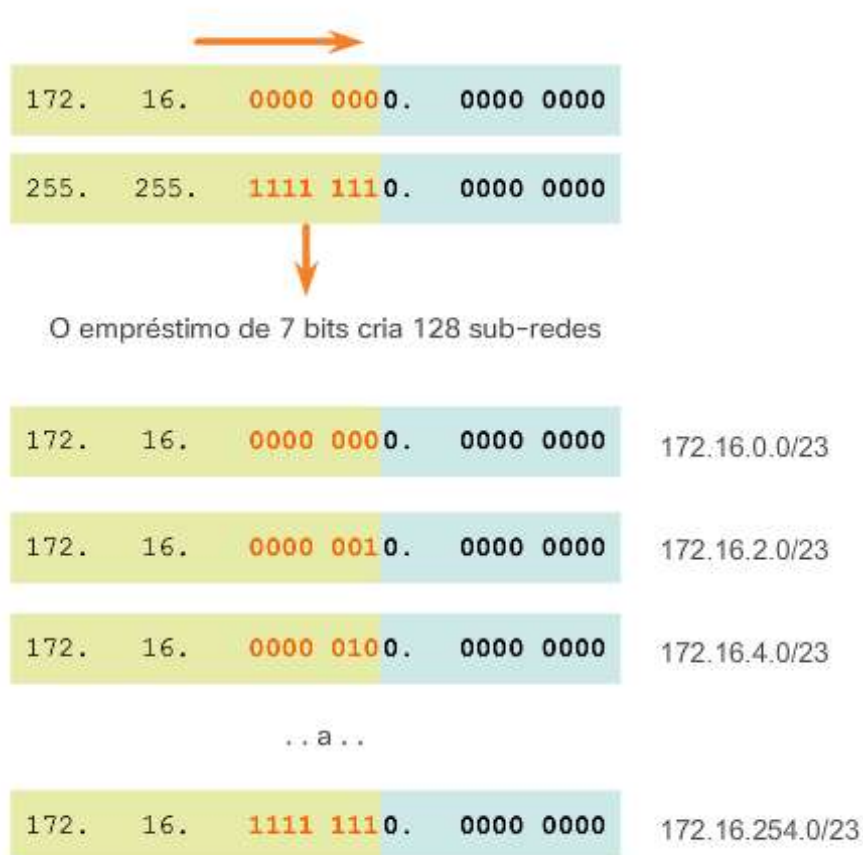 172. 16. 0000 0000. 0000 0000
255. 255. 1111 1110. 0000 0000
O empréstimo de 7 bits cria 128 sub-redes
172. 16. 0000 0000. 0000 0000 172.16.0.0/23
172. 16. 0000 0010. 0000 0000 172.16.2.0/23
172. 16. 0000 0100. 0000 0000 172.16.4.0/23
. . a . .
172. 16. 1111 1110. 0000 0000 172.16.254.0/23